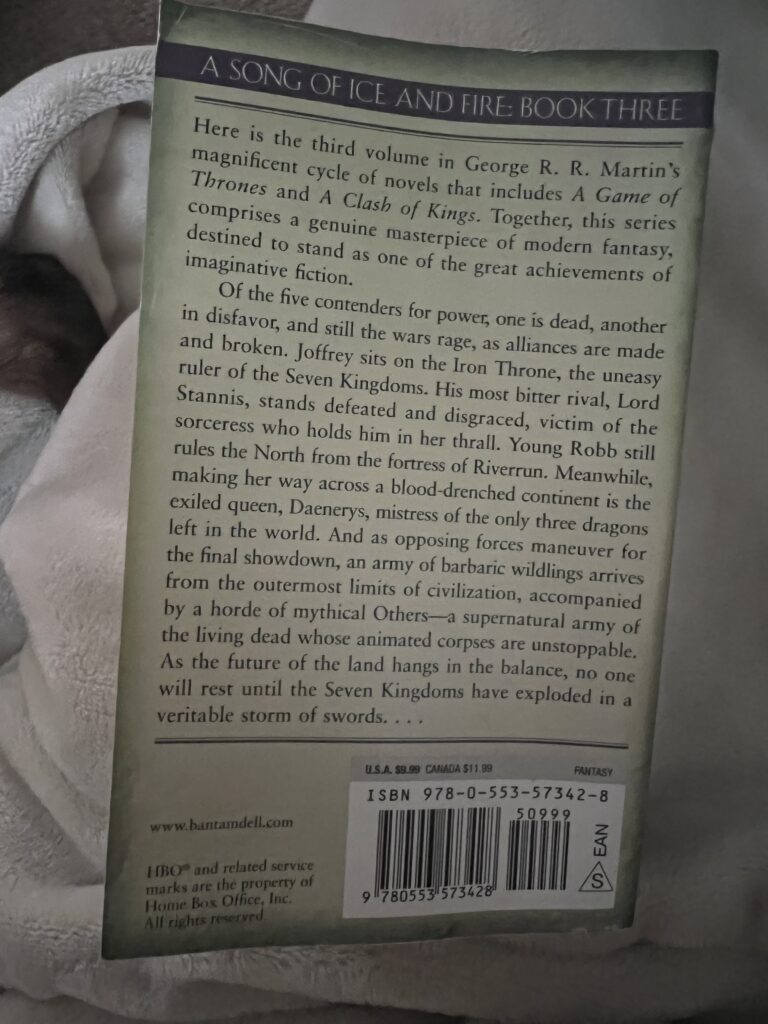 A SONG OF ICE AND FIRE: BOOK THREE
Here is the third volume in George R. R. Martin's
magnificent cycle of novels that includes A Game of
Thrones and A Clash of Kings. Together, this series
comprises a genuine masterpiece of modern fantasy,
destined to stand as one of the great achievements of
imaginative fiction.
Of the five contenders for power, one is dead, another
in disfavor, and still the wars rage, as alliances are made
and broken. Joffrey sits on the Iron Throne, the uneasy
ruler of the Seven Kingdoms. His most bitter rival, Lord
Stannis, stands defeated and disgraced, victim of the
sorceress who holds him in her thrall. Young Robb still
rules the North from the fortress of Riverrun. Meanwhile,
making her way across a blood-drenched continent is the
exiled queen, Daenerys, mistress of the only three dragons
left in the world. And as opposing forces maneuver for
the final showdown, an army of barbaric wildlings arrives
from the outermost limits of civilization, accompanied
by a horde of mythical Others—a supernatural army of
the living dead whose animated corpses are unstoppable.
As the future of the land hangs in the balance, no one
will rest until the Seven Kingdoms have exploded in a
veritable storm of swords. . . .
U.S.A. $9.99 CANADA $11.99 FANTASY
ISBN 978-0-553-57342-8
50999
9 780553 573428
S EAN
www.bantamdell.com
HBO® and related service
marks are the property of
Home Box Office, Inc.
All rights reserved